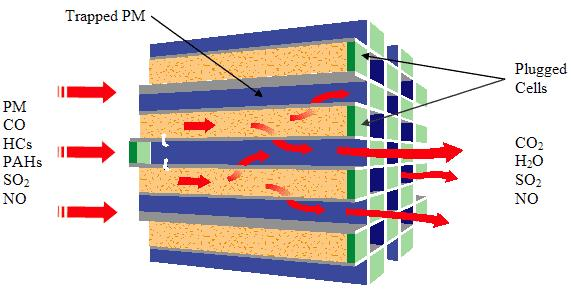 Trapped PM
Plugged
Cells
PM
CO
HCs
PAHs
SO₂
NO
CO₂
H₂O
SO₂
NO